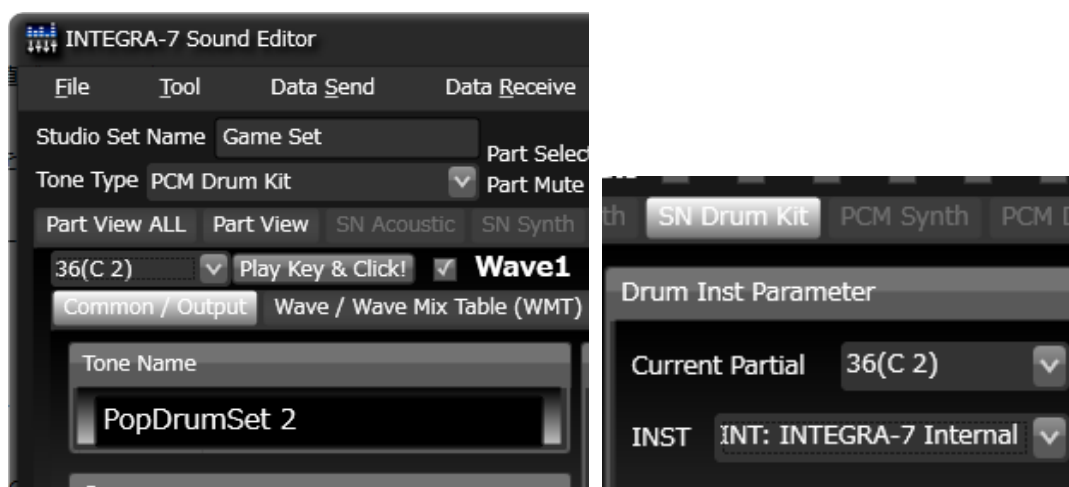 INTEGRA-7 Sound Editor
File Tool Data Send Data Receive
Studio Set Name Game Set
Part Selec
Tone Type PCM Drum Kit
Part Mute
Part View ALL Part View SN Acoustic SN Synth
36(C 2) Play Key & Click! Wave1
Common / Output Wave / Wave Mix Table (WMT)
Tone Name
PopDrumSet 2
th SN Drum Kit PCM Synth PCM D
Drum Inst Parameter
Current Partial 36(C 2)
INST INT: INTEGRA-7 Internal